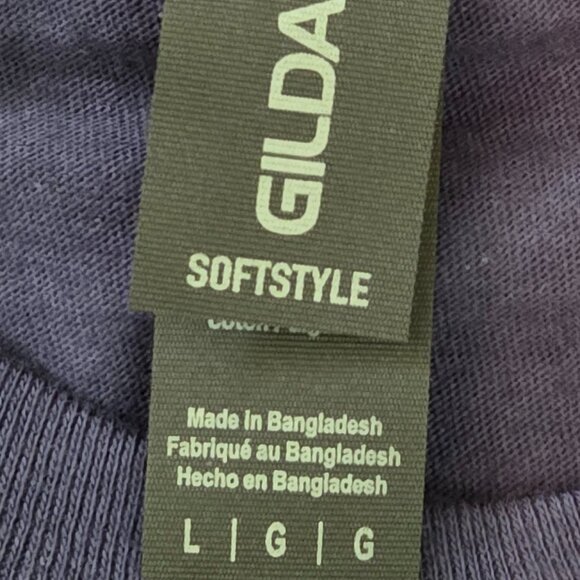 GILDA
SOFTSTYLE
Made in Bangladesh
Fabriqué au Bangladesh
Hecho en Bangladesh
L | G | G